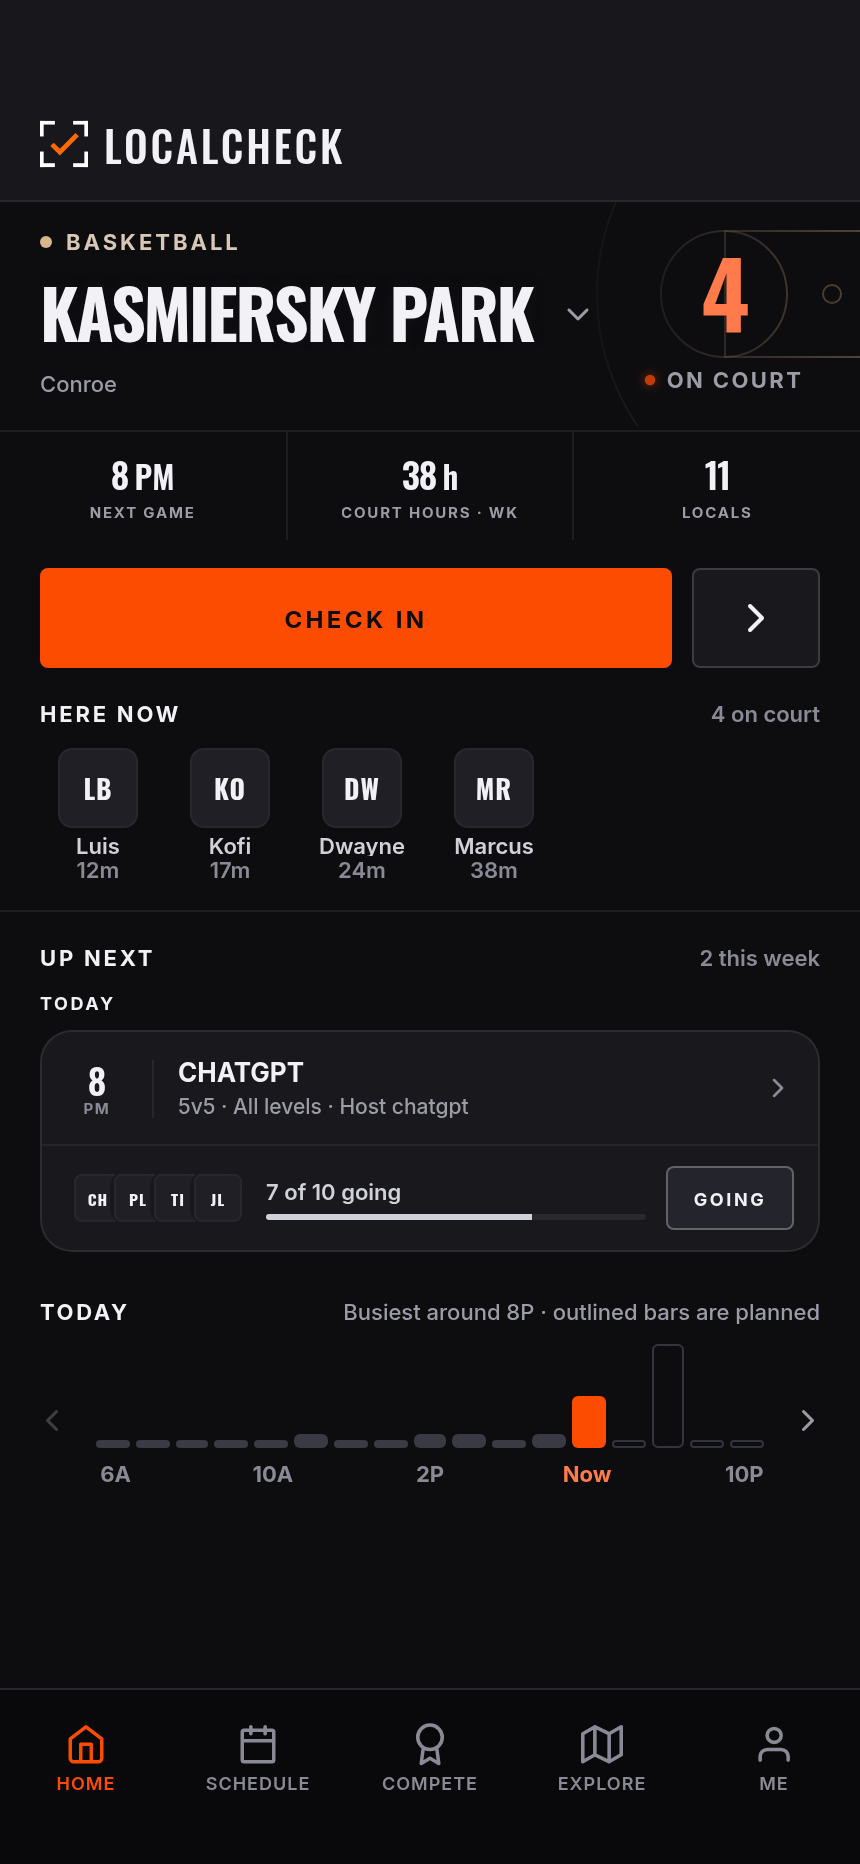 LOCALCHECK
BASKETBALL
KASMIERSKY PARK
Conroe
4
ON COURT
8 PM
NEXT GAME
38 h
COURT HOURS · WK
11
LOCALS
CHECK IN
HERE NOW
4 on court
LB
KO
DW
MR
Luis
Kofi
Dwayne
Marcus
12m
17m
24m
38m
UP NEXT
2 this week
TODAY
8
PM
CHATGPT
5v5 · All levels · Host chatgpt
CH
PL
TI
JL
7 of 10 going
GOING
TODAY
Busiest around 8P · outlined bars are planned
6A
10A
2P
Now
10P
HOME
SCHEDULE
COMPETE
EXPLORE
ME